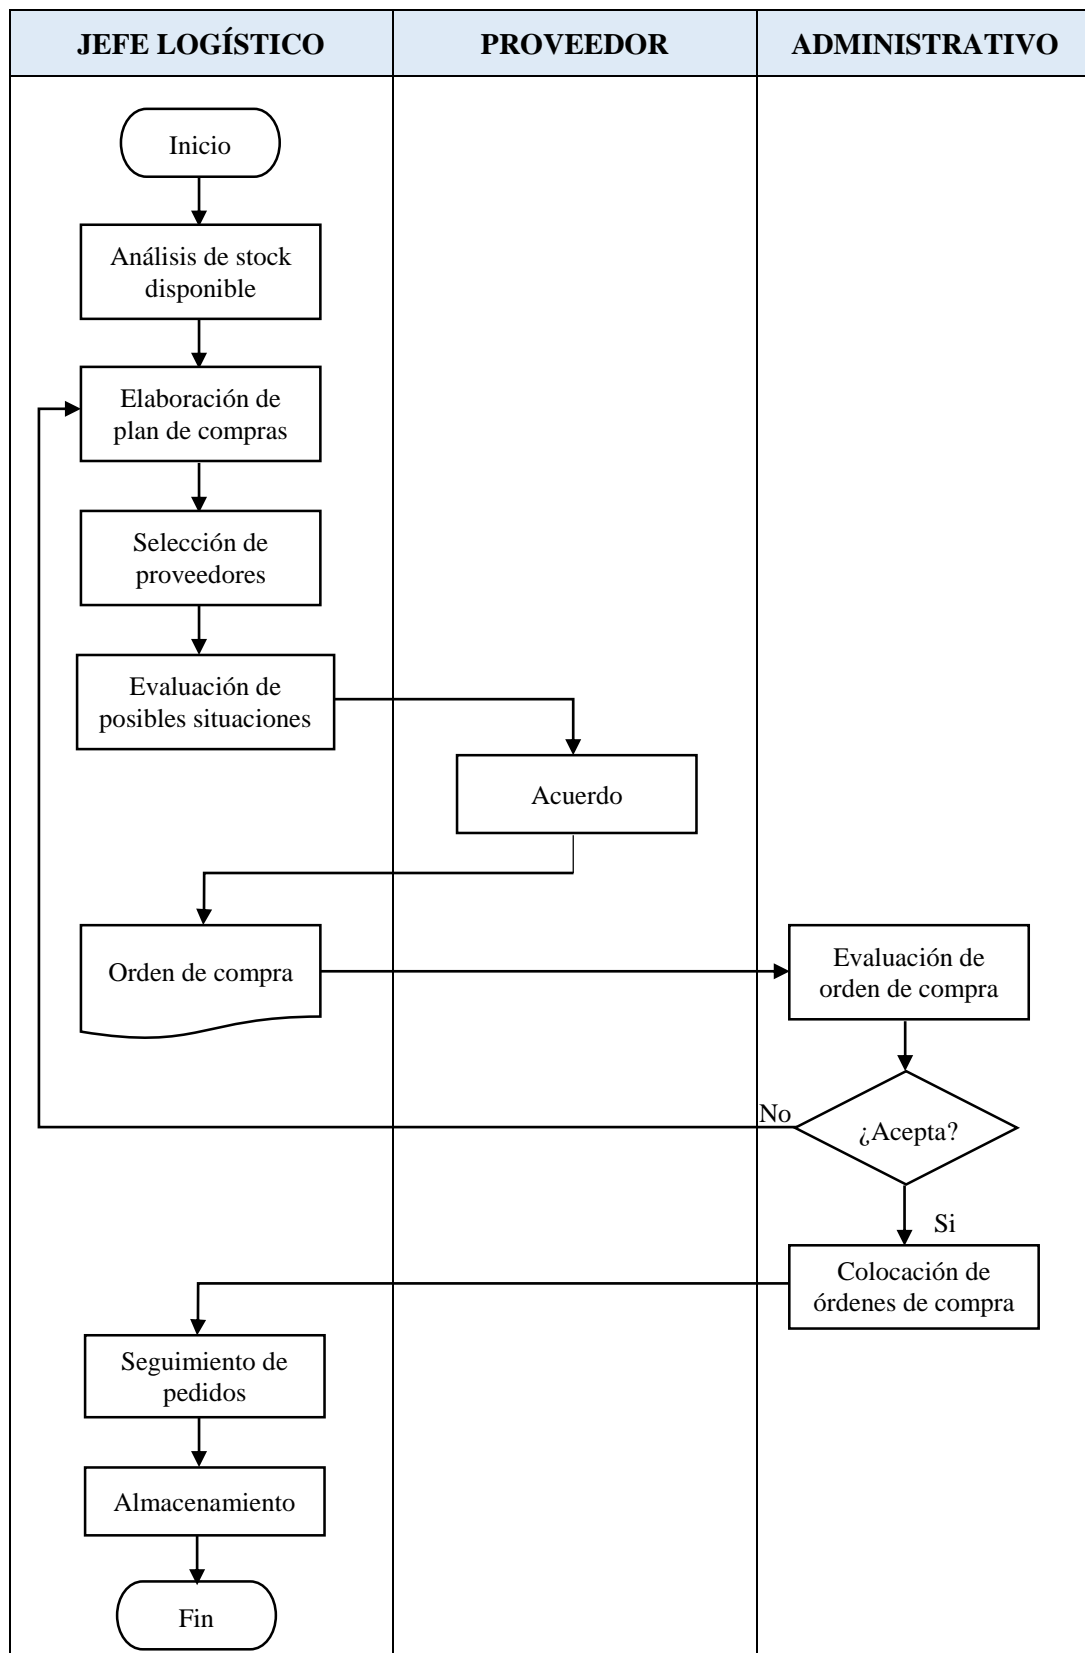 JEFE LOGÍSTICO
PROVEEDOR
ADMINISTRATIVO
Inicio
Análisis de stock
disponible
Elaboración de
plan de compras
Selección de
proveedores
Evaluación de
posibles situaciones
Acuerdo
Orden de compra
Evaluación de
orden de compra
No
¿Acepta?
Si
Colocación de
órdenes de compra
Seguimiento de
pedidos
Almacenamiento
Fin